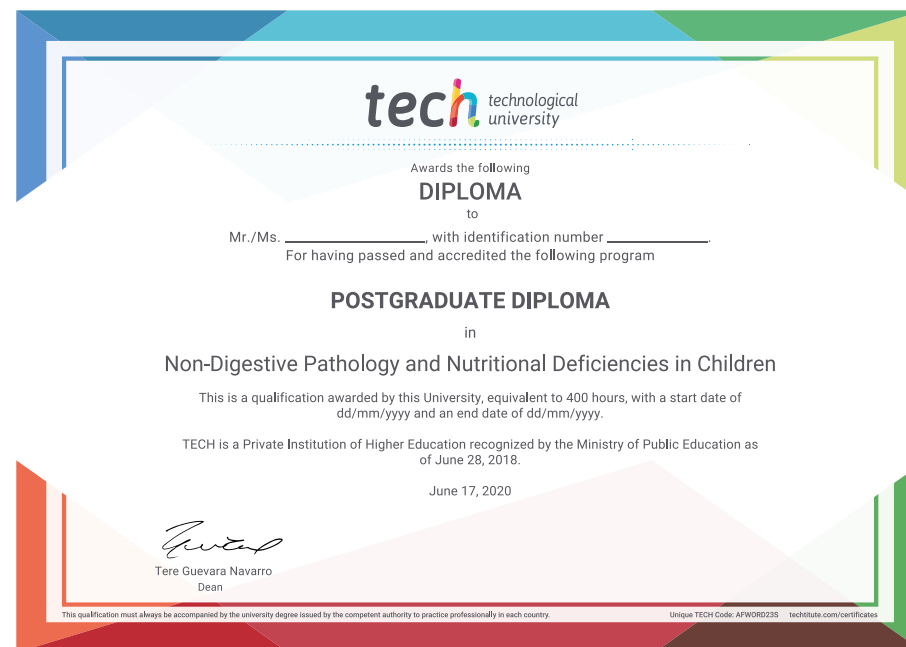 tech technological
university
Awards the following
DIPLOMA
to
Mr./Ms. ____________________, with identification number ______________.
For having passed and accredited the following program
POSTGRADUATE DIPLOMA
in
Non-Digestive Pathology and Nutritional Deficiencies in Children
This is a qualification awarded by this University, equivalent to 400 hours, with a start date of
dd/mm/yyyy and an end date of dd/mm/yyyy.
TECH is a Private Institution of Higher Education recognized by the Ministry of Public Education as
of June 28, 2018.
June 17, 2020
Tere Guevara Navarro
Dean
This qualification must always be accompanied by the university degree issued by the competent authority to practice professionally in each country. Unique TECH Code: AFWORD23S techtitute.com/certificates